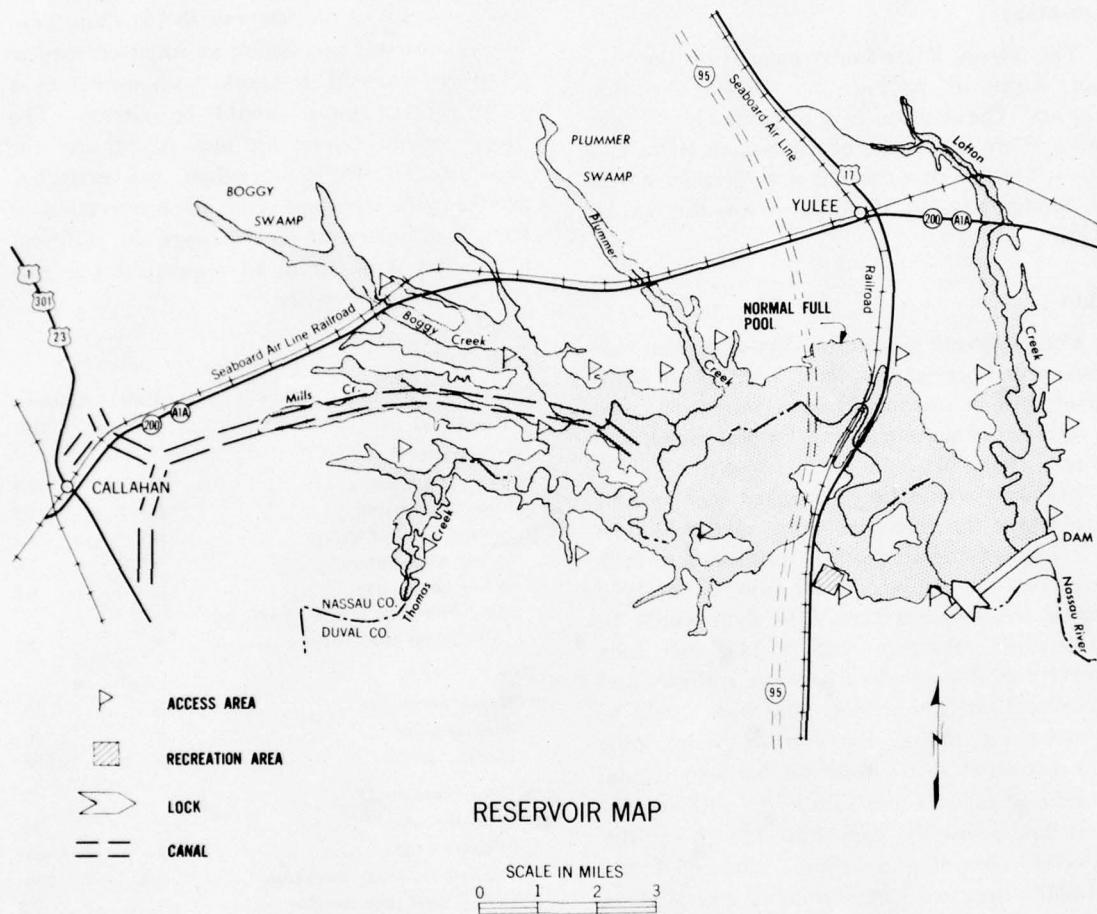 95
Seaboard Air Line
Lofton
PLUMMER
SWAMP
17
BOGGY
SWAMP
YULEE
200 A1A
Plummer
1
301
23
Railroad
NORMAL FULL
POOL
Seaboard Air Line Railroad
Boggy
Creek
Creek
Creek
Mills Cr.
200 A1A
CALLAHAN
DAM
Creek
Thomas
NASSAU CO.
DUVAL CO.
Nassau River
95
ACCESS AREA
RECREATION AREA
LOCK
CANAL
N
RESERVOIR MAP
SCALE IN MILES
0 1 2 3